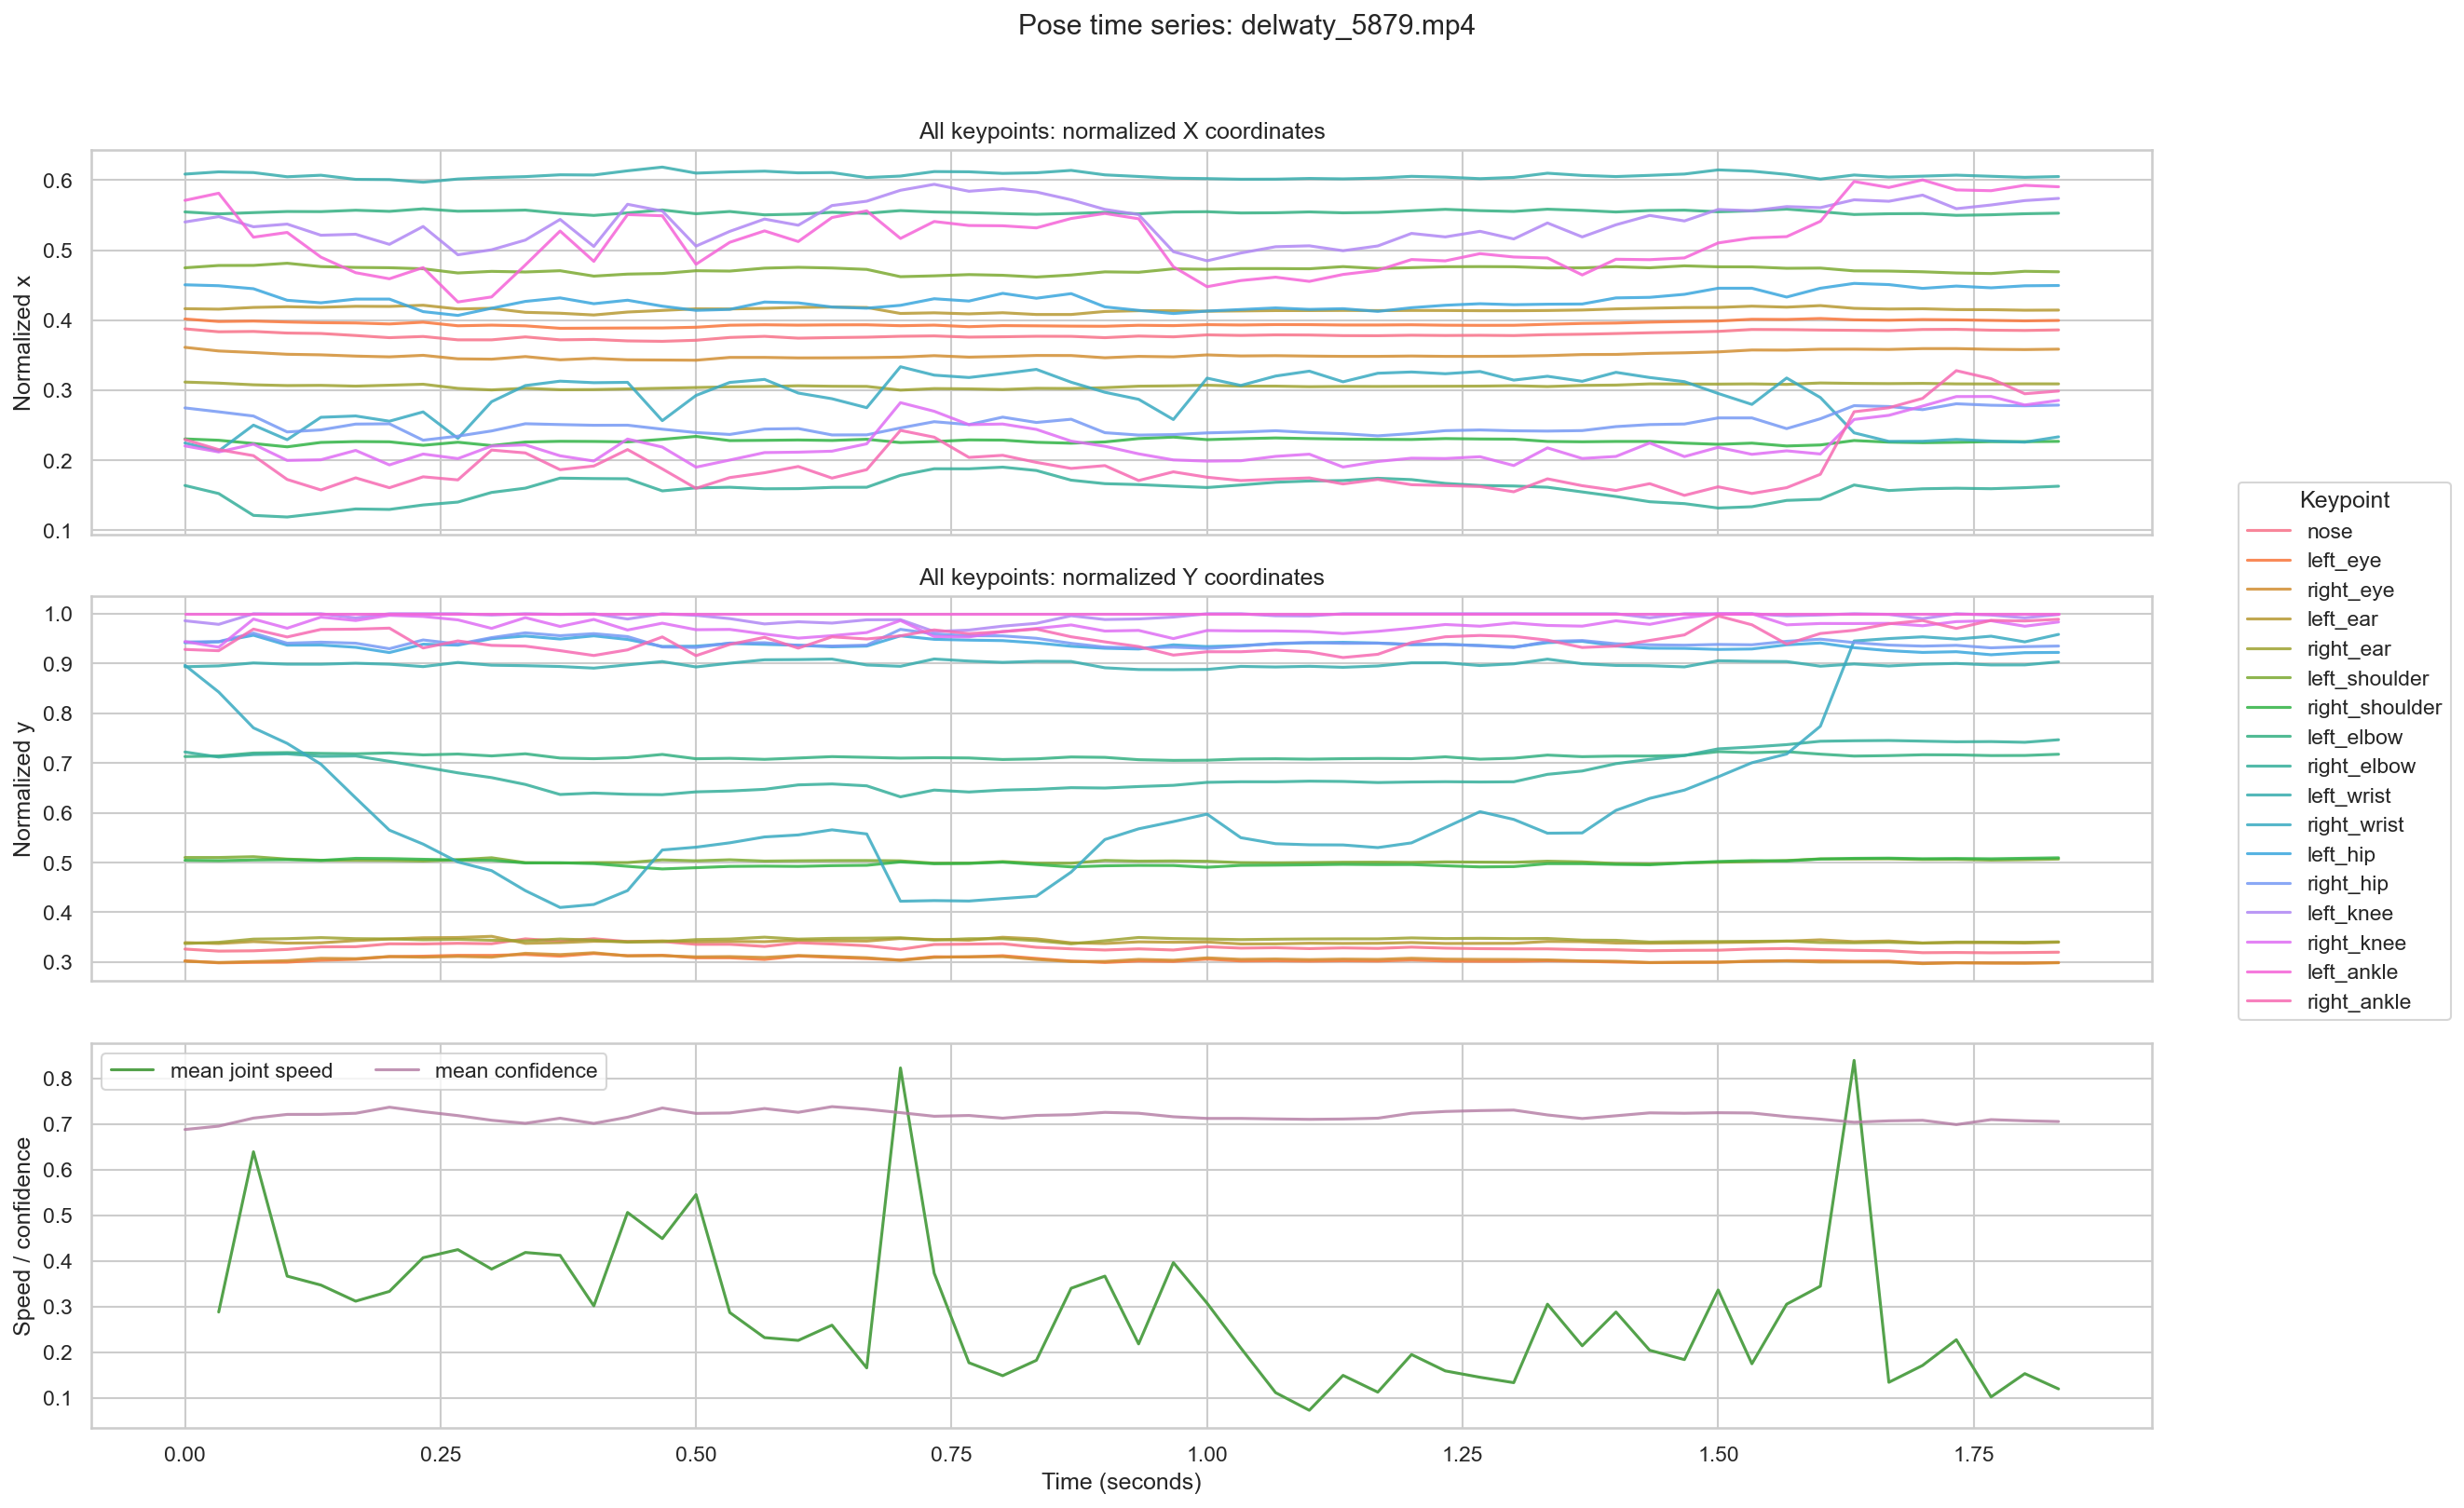 Pose time series: delwaty_5879.mp4
All keypoints: normalized X coordinates
Normalized x
0.6
0.5
0.4
0.3
0.2
0.1
All keypoints: normalized Y coordinates
Normalized y
1.0
0.9
0.8
0.7
0.6
0.5
0.4
0.3
Keypoint
nose
left_eye
right_eye
left_ear
right_ear
left_shoulder
right_shoulder
left_elbow
right_elbow
left_wrist
right_wrist
left_hip
right_hip
left_knee
right_knee
left_ankle
right_ankle
mean joint speed mean confidence
Speed / confidence
0.8
0.7
0.6
0.5
0.4
0.3
0.2
0.1
0.00 0.25 0.50 0.75 1.00 1.25 1.50 1.75
Time (seconds)